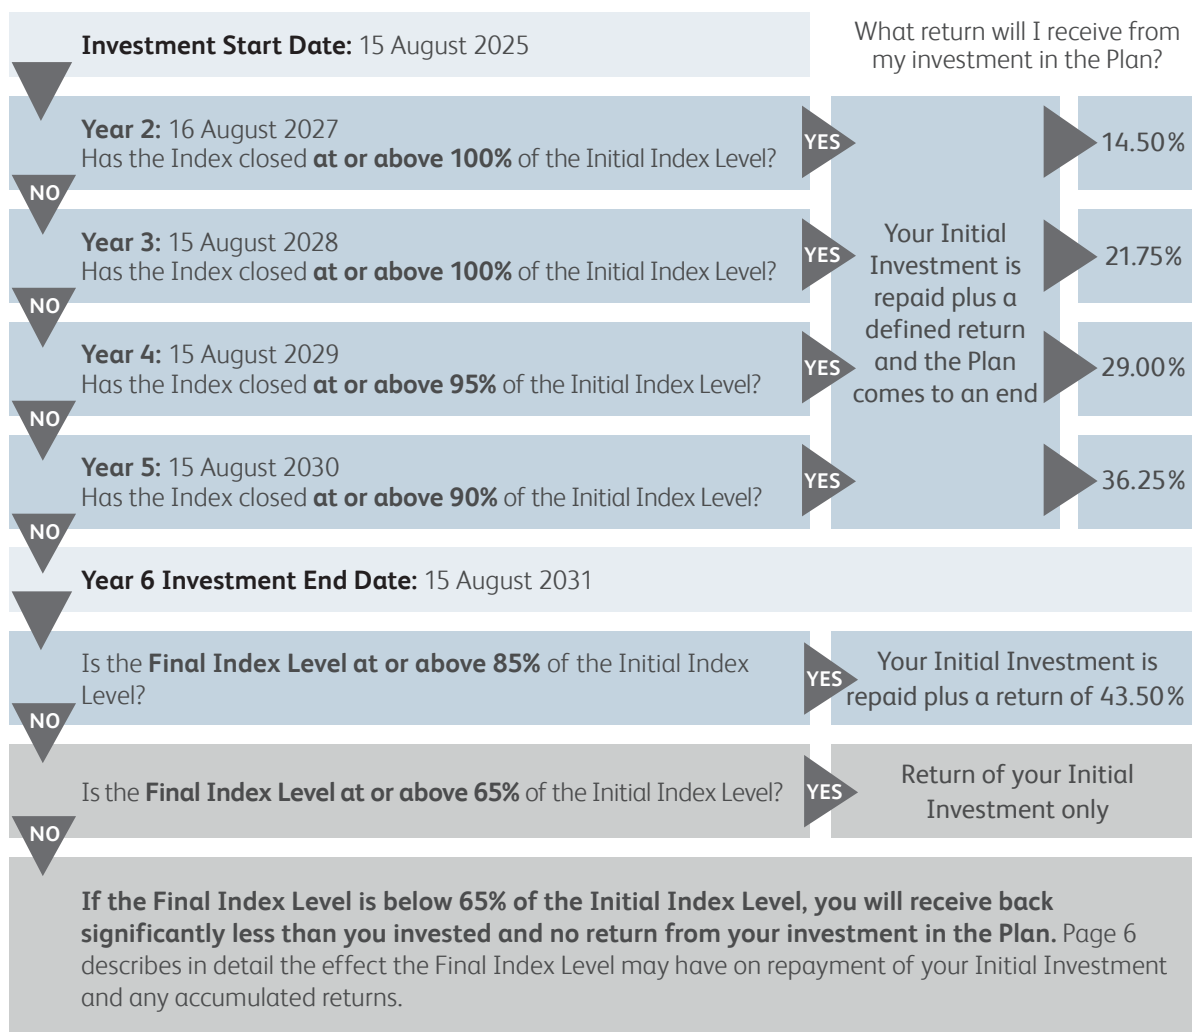 Investment Start Date: 15 August 2025
What return will I receive from
my investment in the Plan?
Year 2: 16 August 2027
Has the Index closed at or above 100% of the Initial Index Level?
YES
14.50%
NO
Year 3: 15 August 2028
Has the Index closed at or above 100% of the Initial Index Level?
YES
21.75%
NO
Year 4: 15 August 2029
Has the Index closed at or above 95% of the Initial Index Level?
YES
29.00%
NO
Year 5: 15 August 2030
Has the Index closed at or above 90% of the Initial Index Level?
YES
36.25%
NO
Your Initial
Investment is
repaid plus a
defined return
and the Plan
comes to an end
Year 6 Investment End Date: 15 August 2031
Is the Final Index Level at or above 85% of the Initial Index
Level?
YES
Your Initial Investment is
repaid plus a return of 43.50%
NO
Is the Final Index Level at or above 65% of the Initial Index Level?
YES
Return of your Initial
Investment only
NO
If the Final Index Level is below 65% of the Initial Index Level, you will receive back
significantly less than you invested and no return from your investment in the Plan. Page 6
describes in detail the effect the Final Index Level may have on repayment of your Initial Investment
and any accumulated returns.